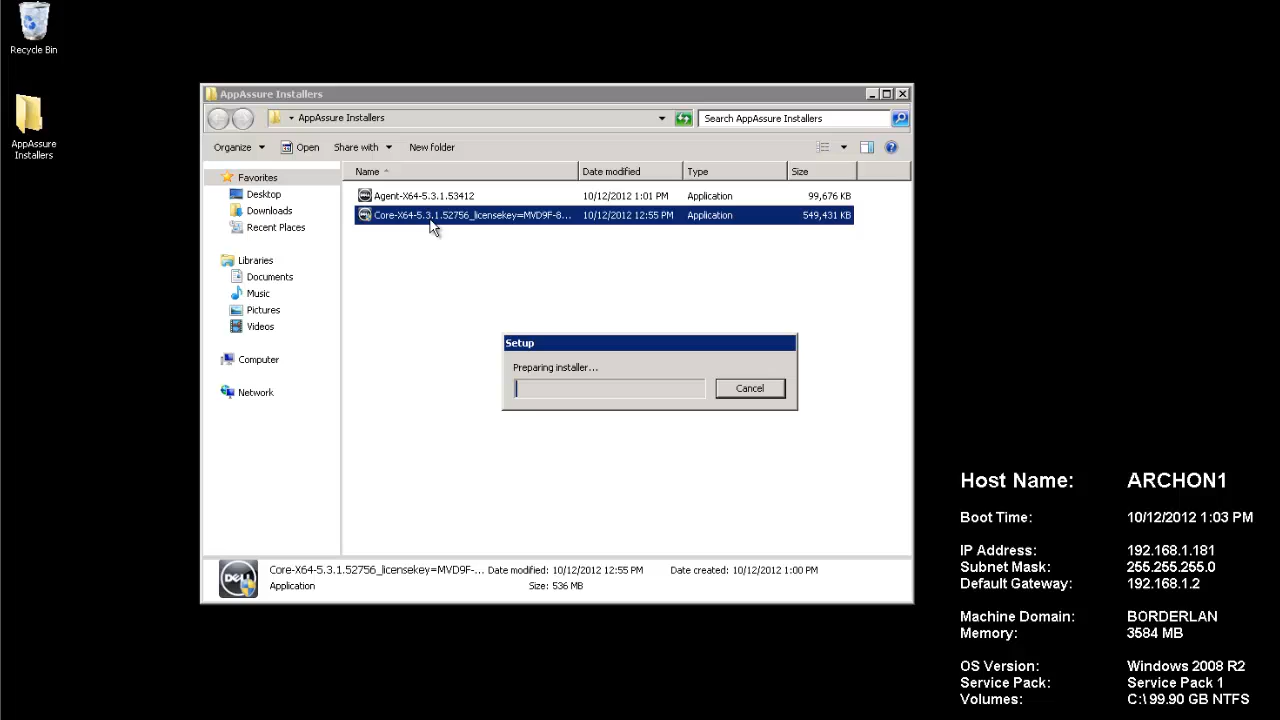 Recycle Bin
AppAssure
Installers
AppAssure Installers
AppAssure Installers
Search AppAssure Installers
Organize
Open
Share with
New folder
Name
Date modified
Type
Size
Favorites
Desktop
Downloads
Recent Places
Libraries
Documents
Music
Pictures
Videos
Computer
Network
Agent-X64-5.3.1.53412 10/12/2012 1:01 PM Application 99,676 KB
Core-X64-5.3.1.52756_licensekey=MVD9F-8... 10/12/2012 12:55 PM Application 549,431 KB
Setup
Preparing installer...
Cancel
DELL
Core-X64-5.3.1.52756_licensekey=MVD9F-... Date modified: 10/12/2012 12:55 PM Date created: 10/12/2012 1:00 PM
Application Size: 536 MB
Host Name: ARCHON1
Boot Time: 10/12/2012 1:03 PM
IP Address: 192.168.1.181
Subnet Mask: 255.255.255.0
Default Gateway: 192.168.1.2
Machine Domain: BORDERLAN
Memory: 3584 MB
OS Version: Windows 2008 R2
Service Pack: Service Pack 1
Volumes: C:\ 99.90 GB NTFS